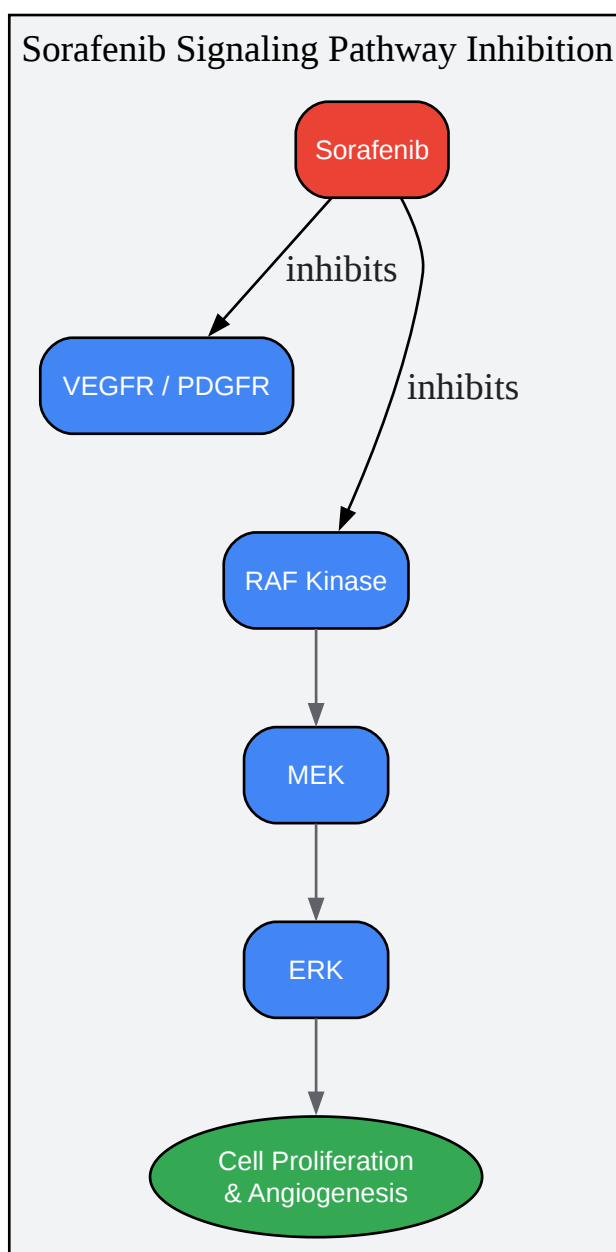 Sorafenib Signaling Pathway Inhibition
Sorafenib
inhibits
VEGFR / PDGFR
inhibits
RAF Kinase
MEK
ERK
Cell Proliferation
& Angiogenesis